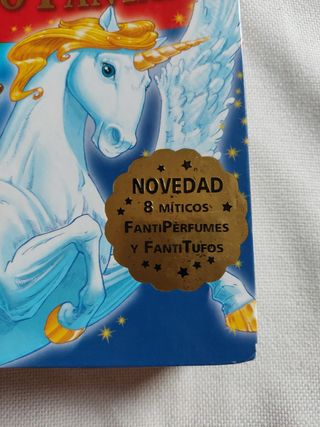 NOVEDAD
8 MÍTICOS
FANTIPERFUMES
Y FANTITUFOS